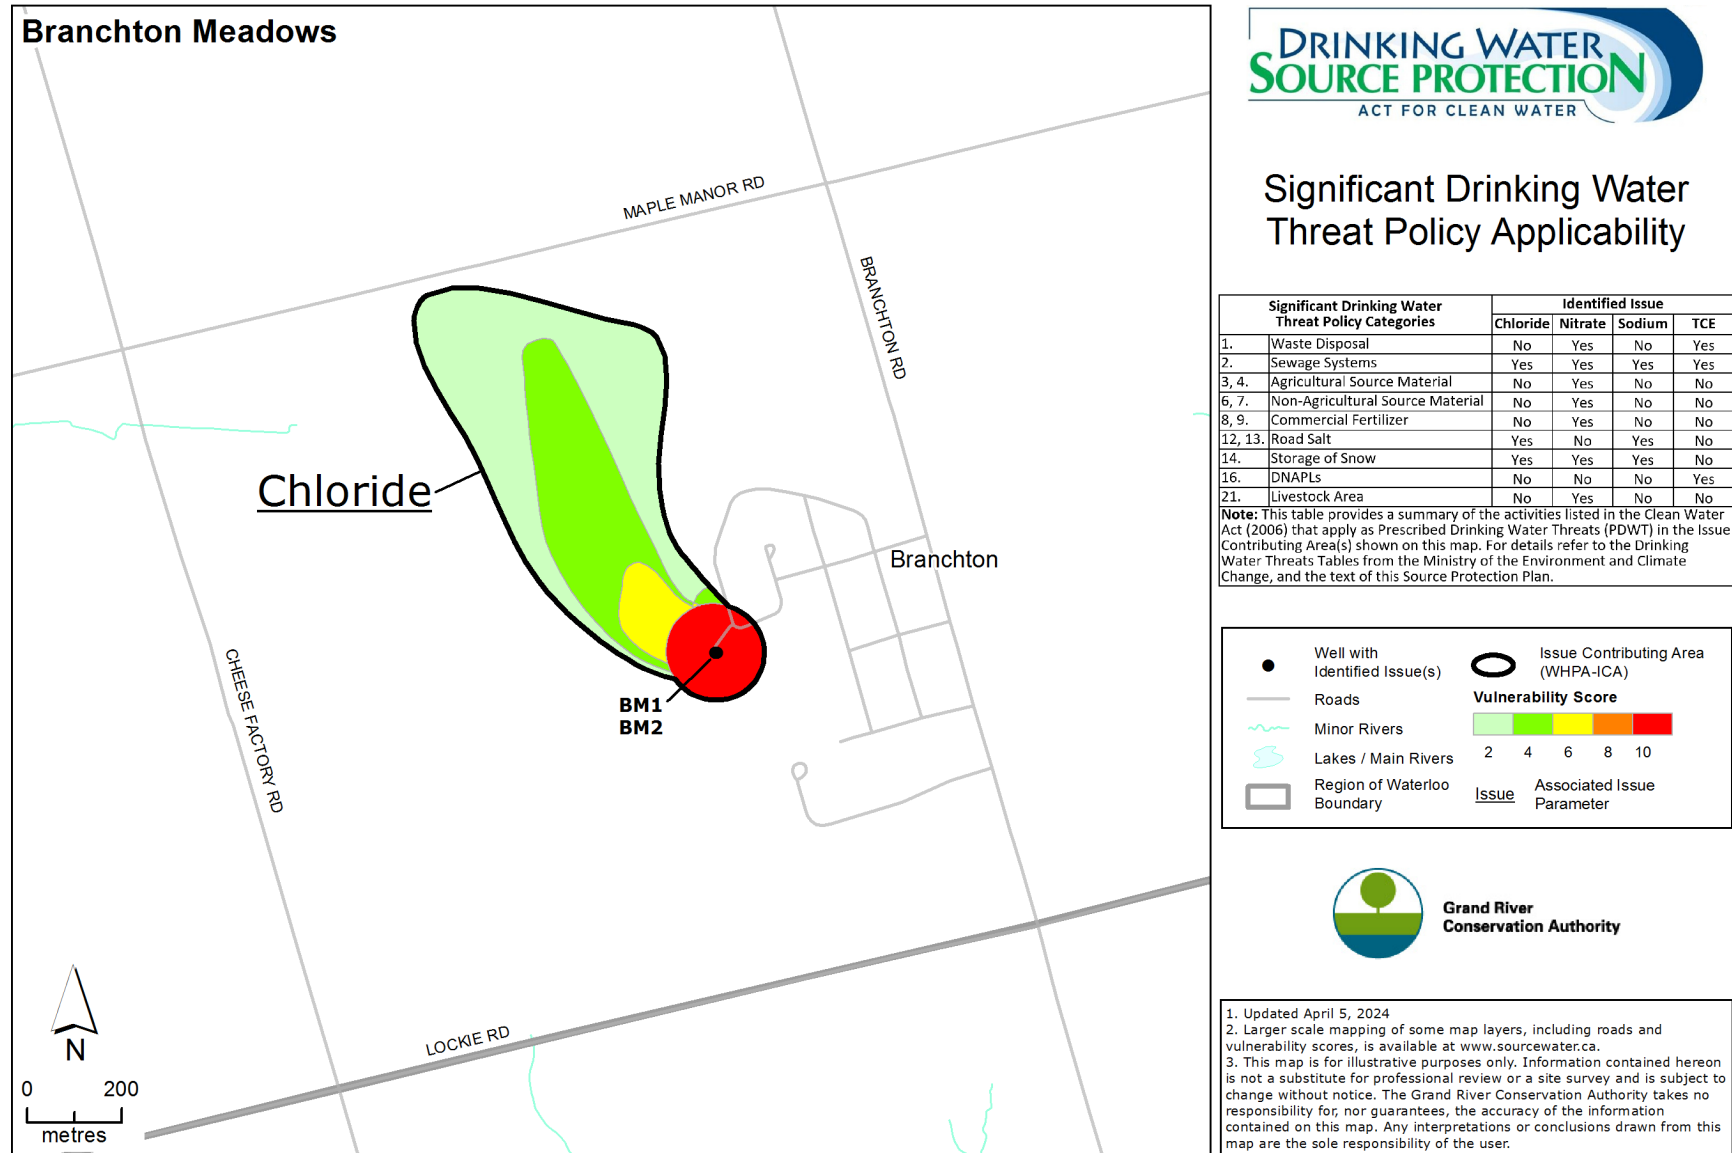 Branchton Meadows
MAPLE MANOR RD
BRANCHTON RD
Chloride
Branchton
BM1
BM2
CHEESE FACTORY RD
LOCKIE RD
N
0 200
metres
DRINKING WATER
SOURCE PROTECTION
ACT FOR CLEAN WATER
Significant Drinking Water
Threat Policy Applicability
Significant Drinking Water Threat Policy Categories Identified Issue
Chloride Nitrate Sodium TCE
1. Waste Disposal No Yes No Yes
2. Sewage Systems Yes Yes Yes Yes
3, 4. Agricultural Source Material No Yes No No
6, 7. Non-Agricultural Source Material No Yes No No
8, 9. Commercial Fertilizer No Yes No No
12, 13. Road Salt Yes No Yes No
14. Storage of Snow Yes Yes Yes No
16. DNAPLs No No No Yes
21. Livestock Area No Yes No No
Note: This table provides a summary of the activities listed in the Clean Water
Act (2006) that apply as Prescribed Drinking Water Threats (PDWT) in the Issue
Contributing Area(s) shown on this map. For details refer to the Drinking
Water Threats Tables from the Ministry of the Environment and Climate
Change, and the text of this Source Protection Plan.
Well with
Identified Issue(s)
Roads
Minor Rivers
Lakes / Main Rivers
Region of Waterloo
Boundary
Issue Contributing Area
(WHPA-ICA)
Vulnerability Score
2 4 6 8 10
Issue Associated Issue
Parameter
Grand River
Conservation Authority
1. Updated April 5, 2024
2. Larger scale mapping of some map layers, including roads and
vulnerability scores, is available at www.sourcewater.ca.
3. This map is for illustrative purposes only. Information contained hereon
is not a substitute for professional review or a site survey and is subject to
change without notice. The Grand River Conservation Authority takes no
responsibility for, nor guarantees, the accuracy of the information
contained on this map. Any interpretations or conclusions drawn from this
map are the sole responsibility of the user.